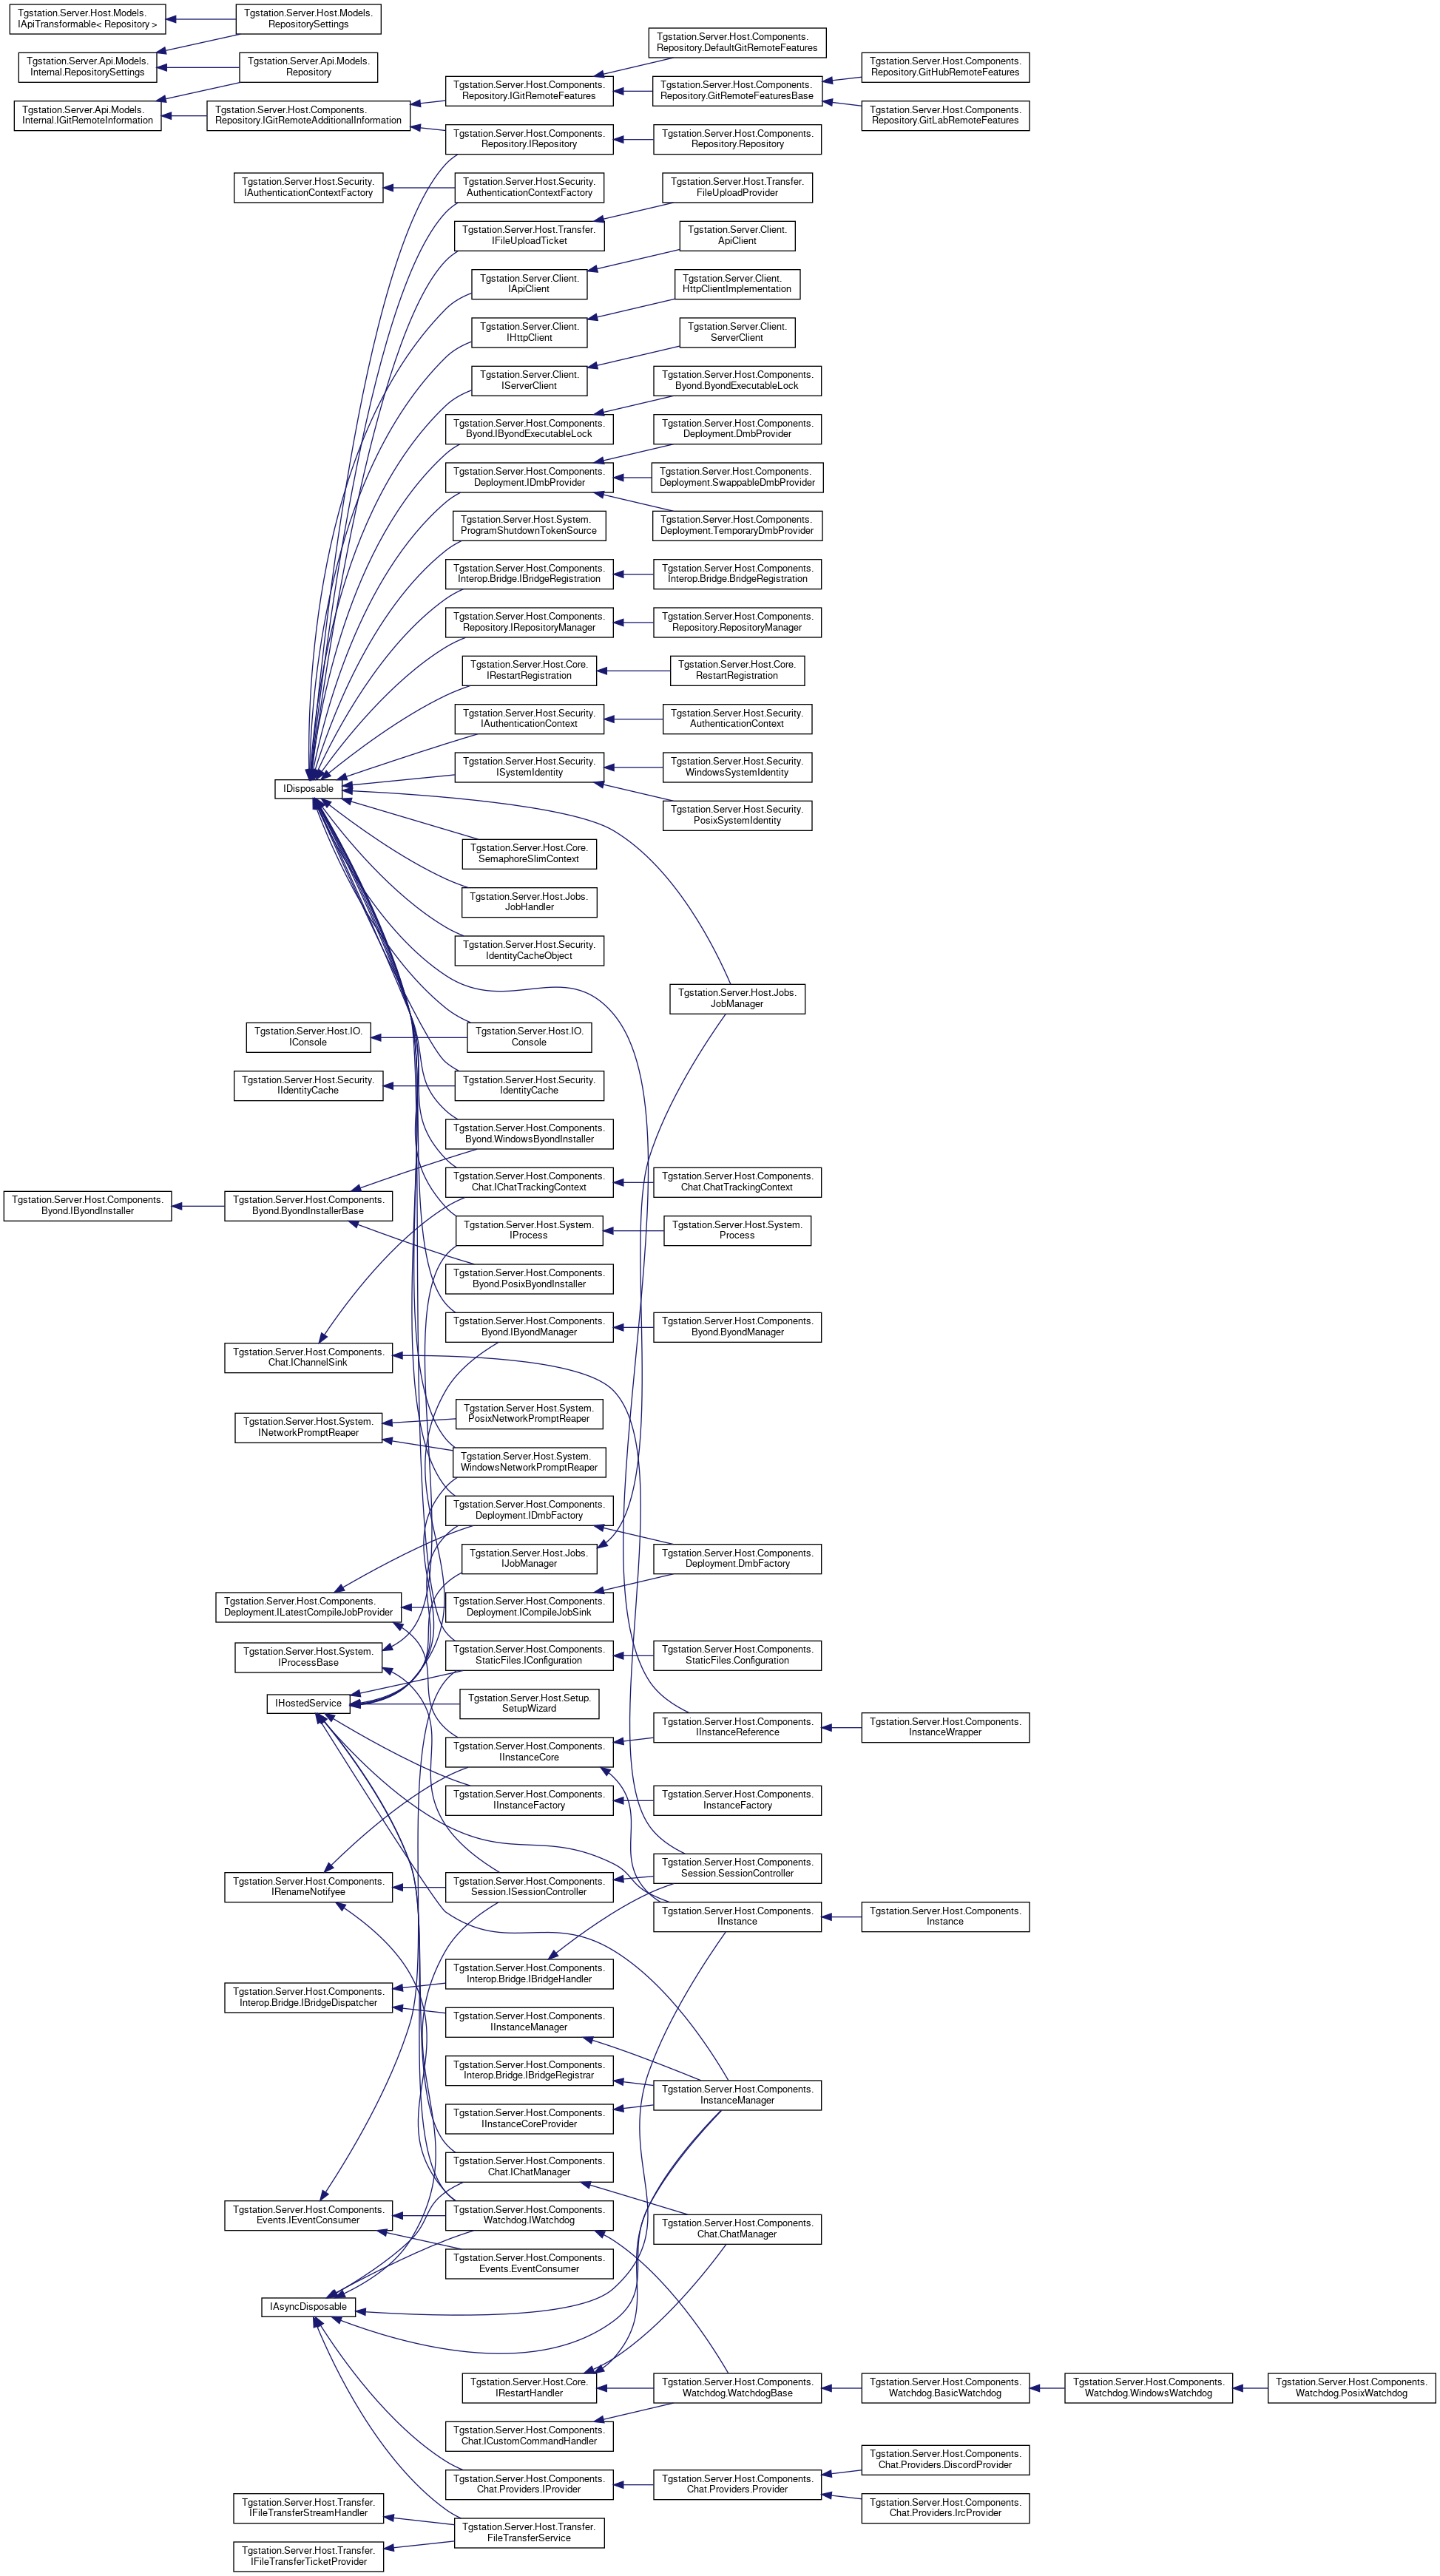 Tgstation.Server.Host.Models.
IApiTransformable< Repository >
Tgstation.Server.Host.Models.
RepositorySettings
Tgstation.Server.Api.Models.
Internal.RepositorySettings
Tgstation.Server.Api.Models.
Repository
Tgstation.Server.Api.Models.
Internal.IGitRemoteInformation
Tgstation.Server.Host.Components.
Repository.IGitRemoteAdditionalInformation
Tgstation.Server.Host.Components.
Repository.IGitRemoteFeatures
Tgstation.Server.Host.Components.
Repository.DefaultGitRemoteFeatures
Tgstation.Server.Host.Components.
Repository.GitRemoteFeaturesBase
Tgstation.Server.Host.Components.
Repository.GitHubRemoteFeatures
Tgstation.Server.Host.Components.
Repository.GitLabRemoteFeatures
Tgstation.Server.Host.Components.
Repository.IRepository
Tgstation.Server.Host.Components.
Repository.Repository
Tgstation.Server.Host.Security.
IAuthenticationContextFactory
Tgstation.Server.Host.Security.
AuthenticationContextFactory
Tgstation.Server.Host.Transfer.
IFileUploadTicket
Tgstation.Server.Host.Transfer.
FileUploadProvider
Tgstation.Server.Client.
IApiClient
Tgstation.Server.Client.
ApiClient
Tgstation.Server.Client.
IHttpClient
Tgstation.Server.Client.
HttpClientImplementation
Tgstation.Server.Client.
IServerClient
Tgstation.Server.Client.
ServerClient
Tgstation.Server.Host.Components.
Byond.IByondExecutableLock
Tgstation.Server.Host.Components.
Byond.ByondExecutableLock
Tgstation.Server.Host.Components.
Deployment.IDmbProvider
Tgstation.Server.Host.Components.
Deployment.DmbProvider
Tgstation.Server.Host.Components.
Deployment.SwappableDmbProvider
Tgstation.Server.Host.Components.
Deployment.TemporaryDmbProvider
Tgstation.Server.Host.System.
ProgramShutdownTokenSource
Tgstation.Server.Host.Components.
Interop.Bridge.IBridgeRegistration
Tgstation.Server.Host.Components.
Interop.Bridge.BridgeRegistration
Tgstation.Server.Host.Components.
Repository.IRepositoryManager
Tgstation.Server.Host.Components.
Repository.RepositoryManager
Tgstation.Server.Host.Core.
IRestartRegistration
Tgstation.Server.Host.Core.
RestartRegistration
Tgstation.Server.Host.Security.
IAuthenticationContext
Tgstation.Server.Host.Security.
AuthenticationContext
Tgstation.Server.Host.Security.
ISystemIdentity
Tgstation.Server.Host.Security.
WindowsSystemIdentity
Tgstation.Server.Host.Security.
PosixSystemIdentity
IDisposable
Tgstation.Server.Host.Core.
SemaphoreSlimContext
Tgstation.Server.Host.Jobs.
JobHandler
Tgstation.Server.Host.Security.
IdentityCacheObject
Tgstation.Server.Host.Jobs.
JobManager
Tgstation.Server.Host.IO.
IConsole
Tgstation.Server.Host.IO.
Console
Tgstation.Server.Host.Security.
IIdentityCache
Tgstation.Server.Host.Security.
IdentityCache
Tgstation.Server.Host.Components.
Byond.WindowsByondInstaller
Tgstation.Server.Host.Components.
Byond.IByondInstaller
Tgstation.Server.Host.Components.
Byond.ByondInstallerBase
Tgstation.Server.Host.Components.
Chat.IChatTrackingContext
Tgstation.Server.Host.Components.
Chat.ChatTrackingContext
Tgstation.Server.Host.System.
IProcess
Tgstation.Server.Host.System.
Process
Tgstation.Server.Host.Components.
Byond.PosixByondInstaller
Tgstation.Server.Host.Components.
Byond.IByondManager
Tgstation.Server.Host.Components.
Byond.ByondManager
Tgstation.Server.Host.Components.
Chat.IChannelSink
Tgstation.Server.Host.System.
INetworkPromptReaper
Tgstation.Server.Host.System.
PosixNetworkPromptReaper
Tgstation.Server.Host.System.
WindowsNetworkPromptReaper
Tgstation.Server.Host.Components.
Deployment.IDmbFactory
Tgstation.Server.Host.Jobs.
IJobManager
Tgstation.Server.Host.Components.
Deployment.DmbFactory
Tgstation.Server.Host.Components.
Deployment.ILatestCompileJobProvider
Tgstation.Server.Host.Components.
Deployment.ICompileJobSink
Tgstation.Server.Host.System.
IProcessBase
Tgstation.Server.Host.Components.
StaticFiles.IConfiguration
Tgstation.Server.Host.Components.
StaticFiles.Configuration
IHostedService
Tgstation.Server.Host.Setup.
SetupWizard
Tgstation.Server.Host.Components.
IInstanceReference
Tgstation.Server.Host.Components.
InstanceWrapper
Tgstation.Server.Host.Components.
IInstanceCore
Tgstation.Server.Host.Components.
IInstanceFactory
Tgstation.Server.Host.Components.
InstanceFactory
Tgstation.Server.Host.Components.
IRenameNotifyee
Tgstation.Server.Host.Components.
Session.ISessionController
Tgstation.Server.Host.Components.
Session.SessionController
Tgstation.Server.Host.Components.
IInstance
Tgstation.Server.Host.Components.
Instance
Tgstation.Server.Host.Components.
Interop.Bridge.IBridgeHandler
Tgstation.Server.Host.Components.
Interop.Bridge.IBridgeDispatcher
Tgstation.Server.Host.Components.
IInstanceManager
Tgstation.Server.Host.Components.
Interop.Bridge.IBridgeRegistrar
Tgstation.Server.Host.Components.
InstanceManager
Tgstation.Server.Host.Components.
IInstanceCoreProvider
Tgstation.Server.Host.Components.
Chat.IChatManager
Tgstation.Server.Host.Components.
Events.IEventConsumer
Tgstation.Server.Host.Components.
Watchdog.IWatchdog
Tgstation.Server.Host.Components.
Chat.ChatManager
Tgstation.Server.Host.Components.
Events.EventConsumer
IAsyncDisposable
Tgstation.Server.Host.Core.
IRestartHandler
Tgstation.Server.Host.Components.
Watchdog.WatchdogBase
Tgstation.Server.Host.Components.
Watchdog.BasicWatchdog
Tgstation.Server.Host.Components.
Watchdog.WindowsWatchdog
Tgstation.Server.Host.Components.
Watchdog.PosixWatchdog
Tgstation.Server.Host.Components.
Chat.ICustomCommandHandler
Tgstation.Server.Host.Components.
Chat.Providers.IProvider
Tgstation.Server.Host.Components.
Chat.Providers.Provider
Tgstation.Server.Host.Components.
Chat.Providers.DiscordProvider
Tgstation.Server.Host.Components.
Chat.Providers.IrcProvider
Tgstation.Server.Host.Transfer.
IFileTransferStreamHandler
Tgstation.Server.Host.Transfer.
FileTransferService
Tgstation.Server.Host.Transfer.
IFileTransferTicketProvider